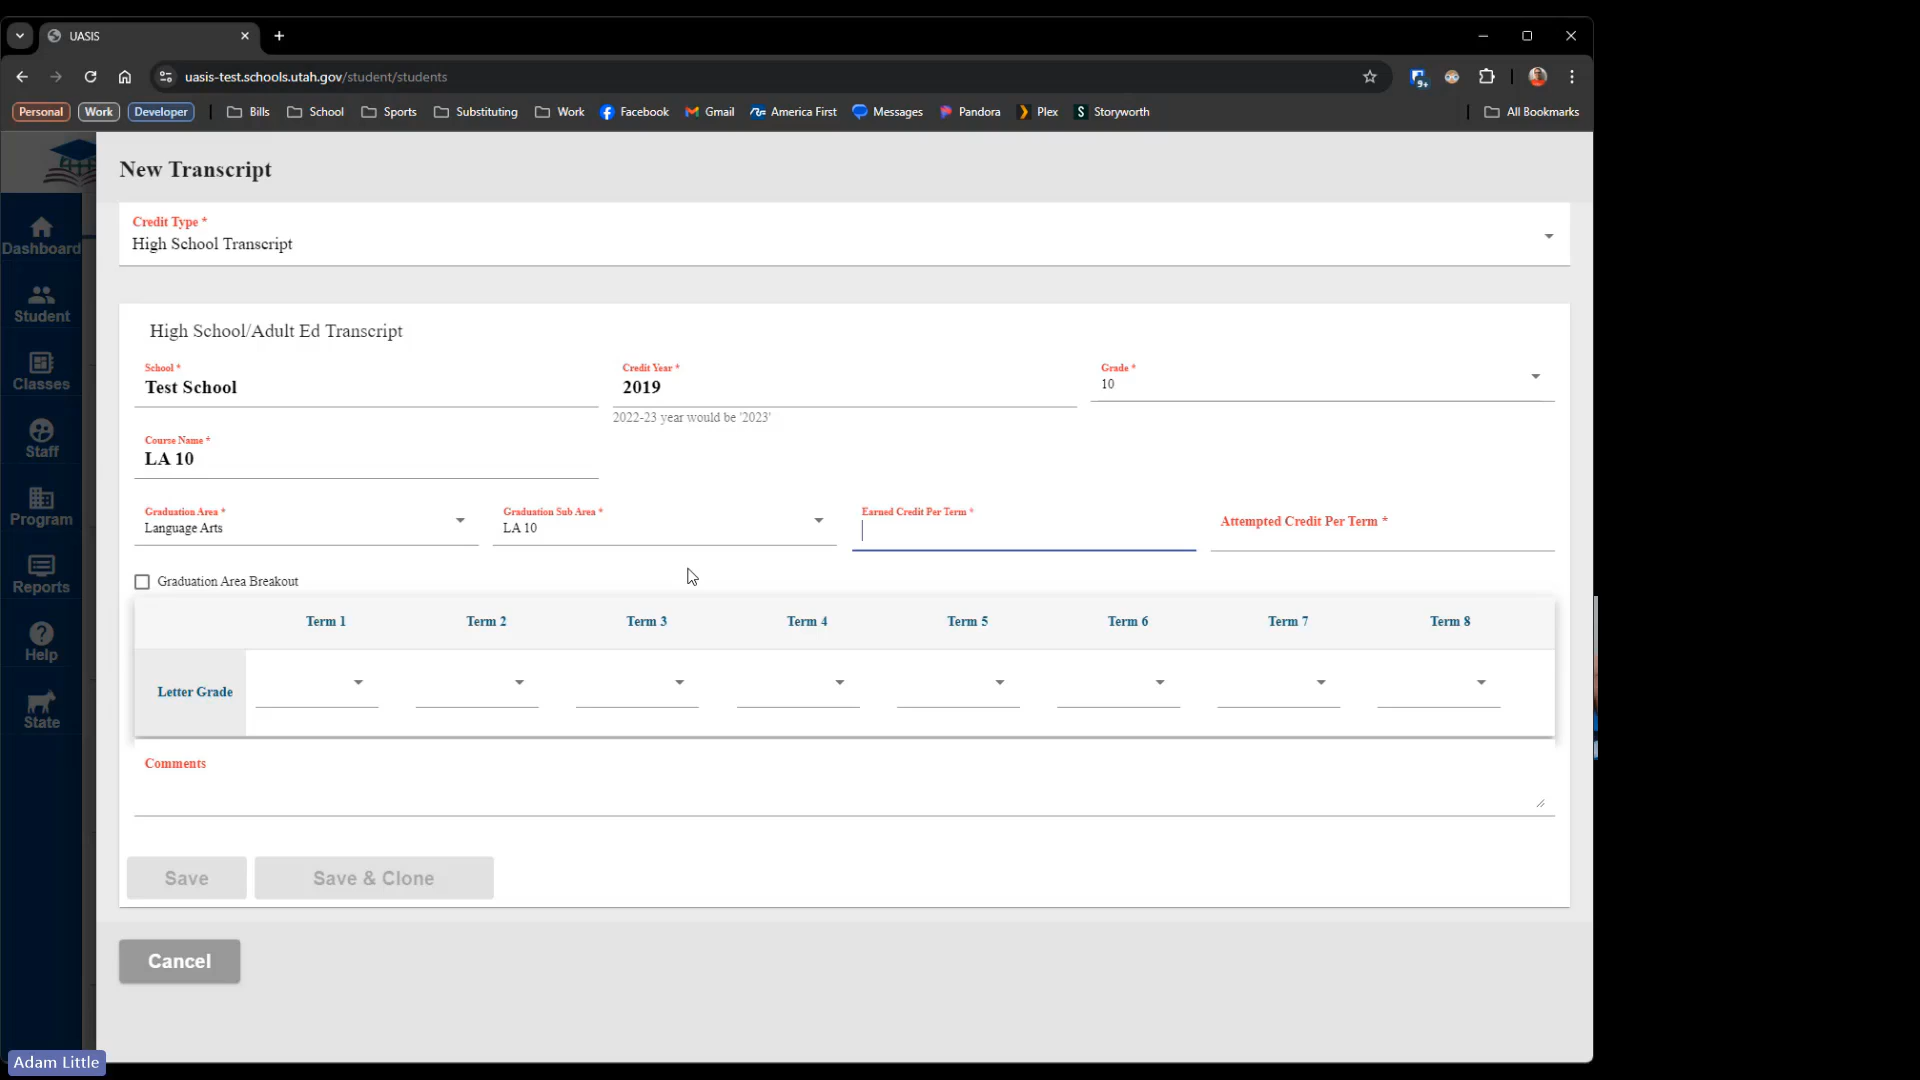 UASIS
uasis-test.schools.utah.gov/student/students
9+
Personal Work Developer Bills School Sports Substituting Work Facebook Gmail America First Messages Pandora Plex Storyworth All Bookmarks
New Transcript
Credit Type *
High School Transcript
Dashboard
Student
Classes
Staff
Program
Reports
Help
State
High School/Adult Ed Transcript
School * Credit Year * Grade *
Test School 2019 10
2022-23 year would be '2023'
Course Name *
LA 10
Graduation Area * Graduation Sub Area * Earned Credit Per Term * Attempted Credit Per Term *
Language Arts LA 10
Graduation Area Breakout
Term 1 Term 2 Term 3 Term 4 Term 5 Term 6 Term 7 Term 8
Letter Grade
Comments
Save Save & Clone
Cancel
Adam Little